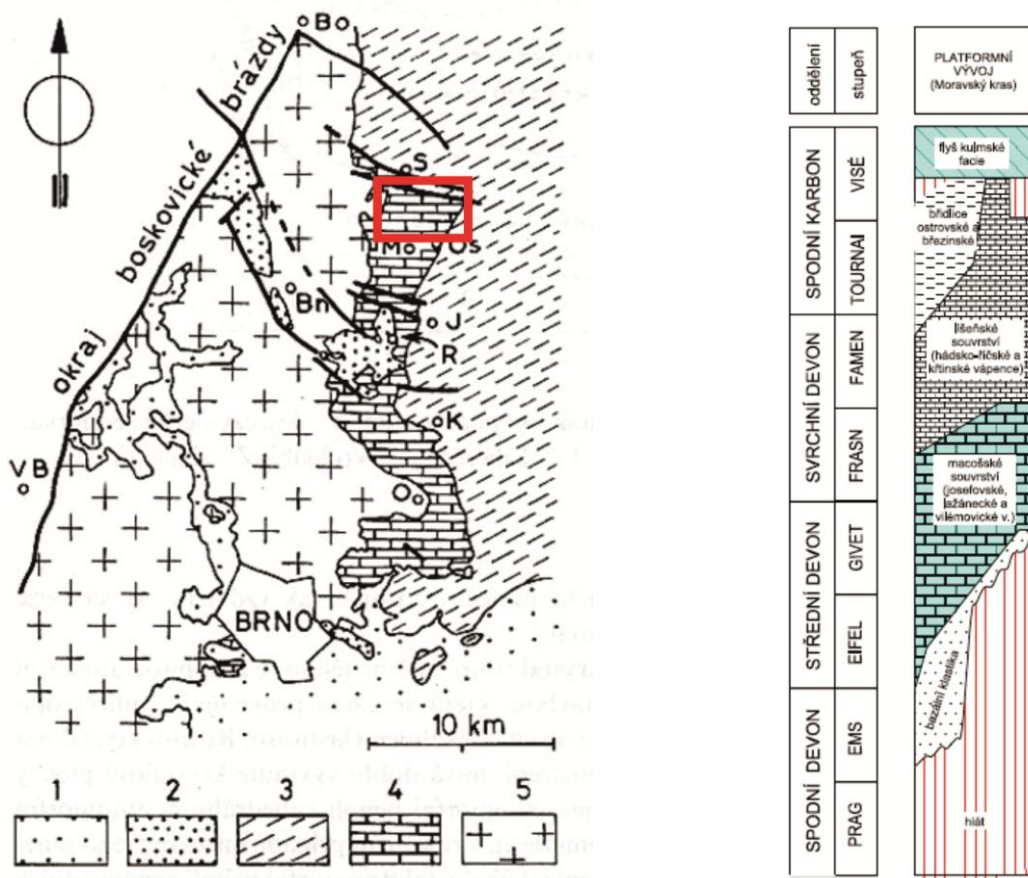 Bo
boskovické brázdy
okraj
S
Mo
Os
Bn
J
R
K
VB
O
BRNO
10 km
1 2 3 4 5
oddělení
stupeň
PLATFORMNÍ
VÝVOJ
(Moravský kras)
SPODNÍ KARBON
VISÉ
TOURNAI
SVRCHNÍ DEVON
FAMEN
FRASN
STŘEDNÍ DEVON
GIVET
EIFEL
SPODNÍ DEVON
EMS
PRAG
flyš kulmské
facie
břidlice
ostrovské a
březinské
líšeňské
souvrství
(hádsko-říčské a
křtinské vápence)
macošské
souvrství
(josefovské,
lažánecké a
vilémovické v.)
bazální klastika
hiát